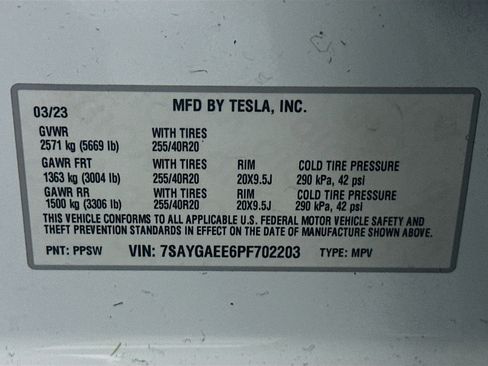 03/23 MFD BY TESLA, INC.
GVWR WITH TIRES
2571 kg (5669 lb) 255/40R20
GAWR FRT WITH TIRES RIM COLD TIRE PRESSURE
1363 kg (3004 lb) 255/40R20 20X9.5J 290 kPa, 42 psi
GAWR RR WITH TIRES RIM COLD TIRE PRESSURE
1500 kg (3306 lb) 255/40R20 20X9.5J 290 kPa, 42 psi
THIS VEHICLE CONFORMS TO ALL APPLICABLE U.S. FEDERAL MOTOR VEHICLE SAFETY AND
THEFT PREVENTION STANDARDS IN EFFECT ON THE DATE OF MANUFACTURE SHOWN ABOVE.
PNT: PPSW VIN: 7SAYGAEE6PF702203 TYPE: MPV